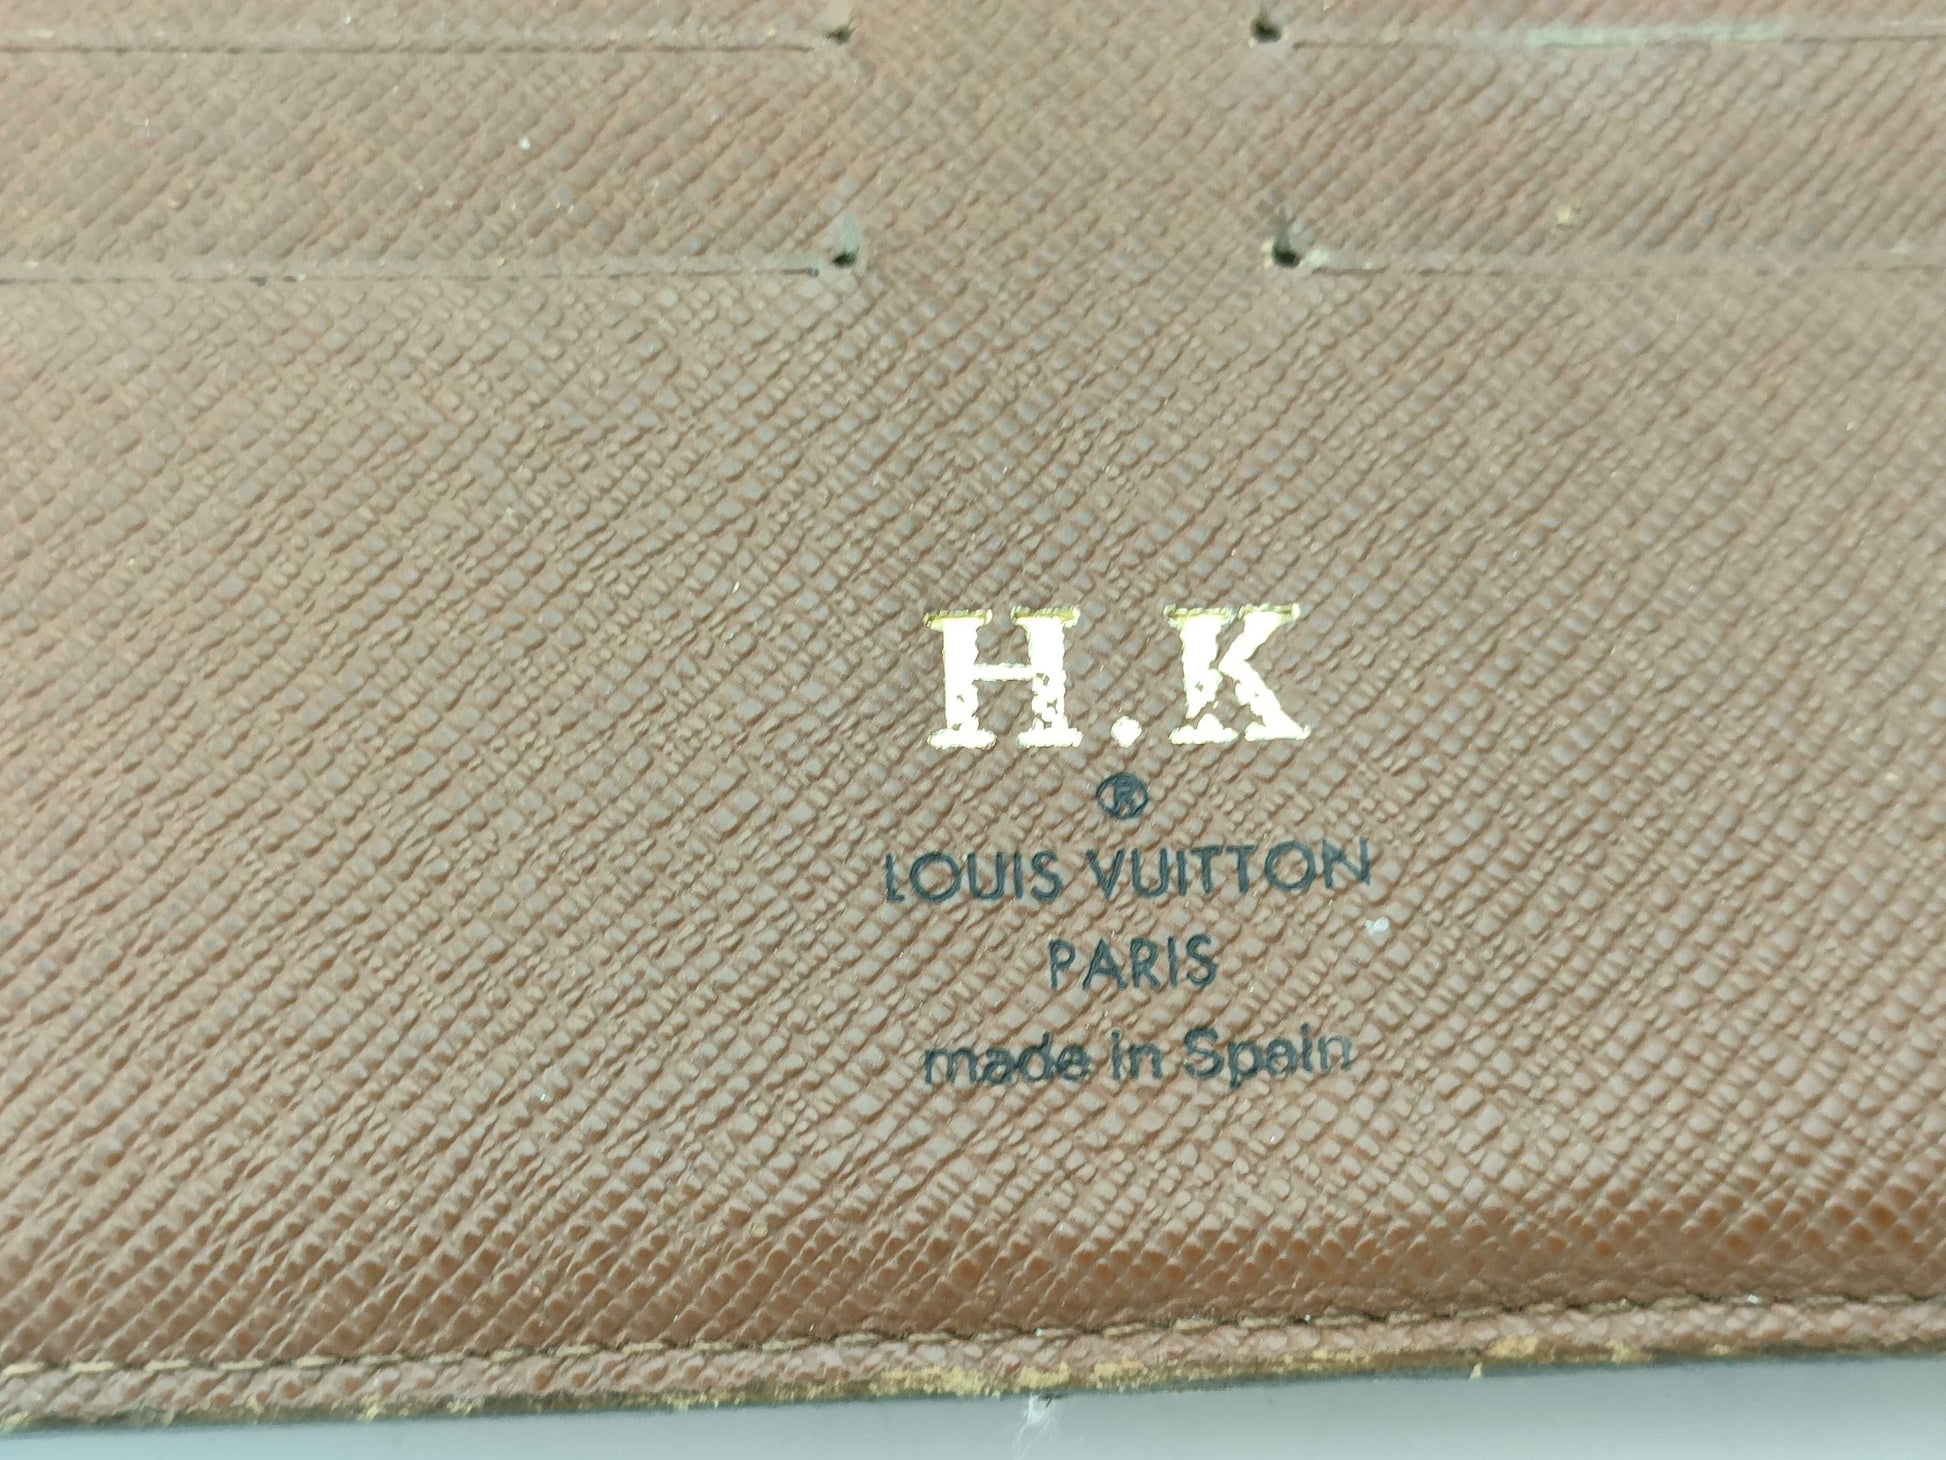 H.K
®
LOUIS VUITTON
PARIS
made in Spain